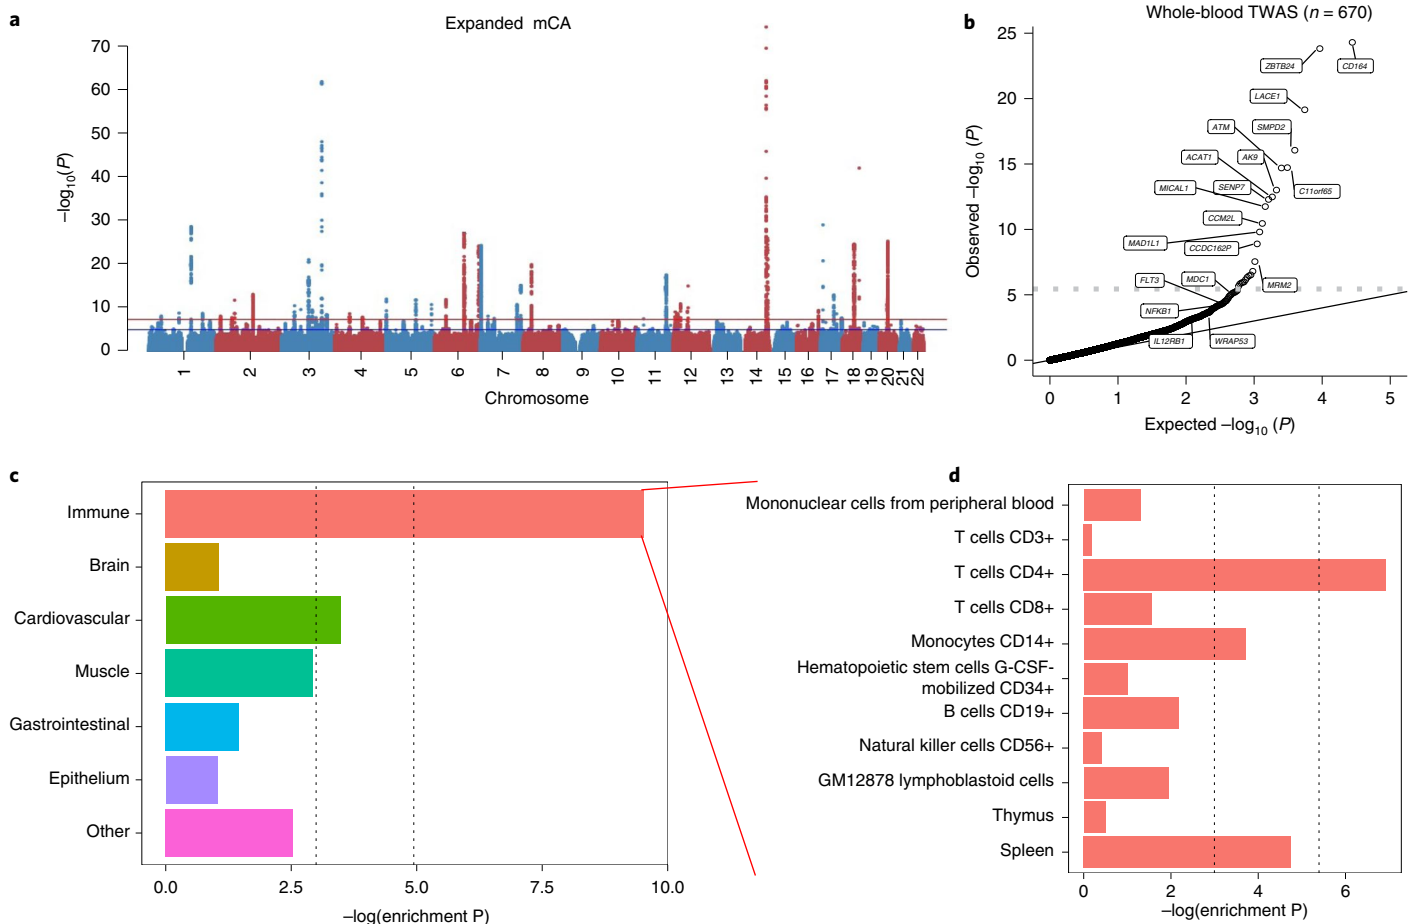 a
Expanded mCA
70
60
50
40
30
20
10
0
–log10(P)
1
2
3
4
5
6
7
8
9
10
11
12
13
14
15
16
17
18
19
20
21
22
Chromosome
b
Whole-blood TWAS (n = 670)
25
20
15
10
5
0
Observed –log10 (P)
ZBTB24
CD164
LACE1
ATM
SMPD2
ACAT1
AK9
MICAL1
SENP7
C11orf65
CCM2L
MAD1L1
CCDC162P
FLT3
MDC1
MRM2
NFKB1
IL12RB1
WRAP53
0 1 2 3 4 5
Expected –log10 (P)
c
Immune
Brain
Cardiovascular
Muscle
Gastrointestinal
Epithelium
Other
0.0 2.5 5.0 7.5 10.0
–log(enrichment P)
d
Mononuclear cells from peripheral blood
T cells CD3+
T cells CD4+
T cells CD8+
Monocytes CD14+
Hematopoietic stem cells G-CSF-
mobilized CD34+
B cells CD19+
Natural killer cells CD56+
GM12878 lymphoblastoid cells
Thymus
Spleen
0 2 4 6
–log(enrichment P)